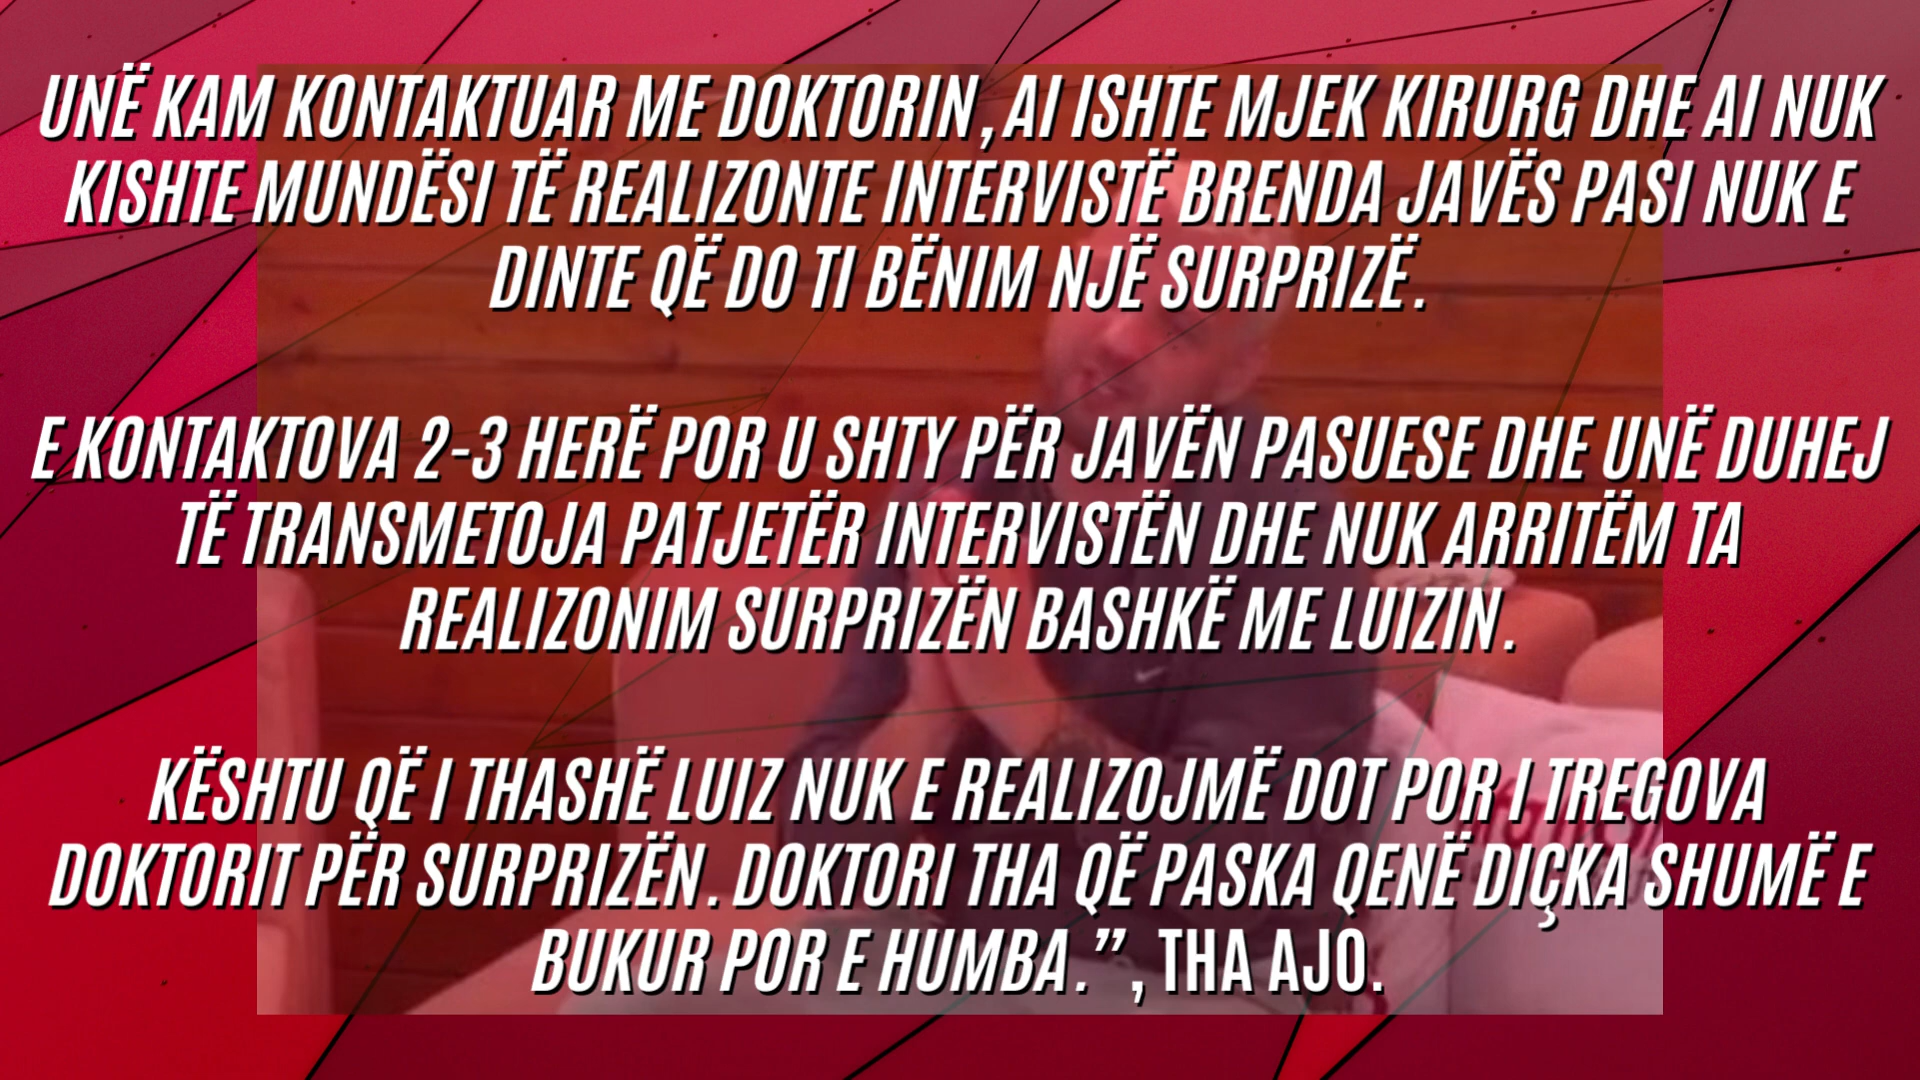 UNË KAM KONTAKTUAR ME DOKTORIN,AI ISHTE MJEK KIRURG DHE AI NUK
KISHTE MUNDËSI TË REALIZONTE INTERVISTË BRENDA JAVËS PASI NUK E
DINTE QË DO TI BËNIM NJË SURPRIZË.
E KONTAKTOVA 2-3 HERË POR U SHTY PËR JAVËN PASUESE DHE UNË DUHEJ
TË TRANSMETOJA PATJETËR INTERVISTËN DHE NUK ARRITËM TA
REALIZONIM SURPRIZËN BASHKË ME LUIZIN.
KËSHTU QË I THASHË LUIZ NUK E REALIZOJMË DOT POR I TREGOVA
DOKTORIT PËR SURPRIZËN. DOKTORI THA QË PASKA QENË DIÇKA SHUMË E
BUKUR POR E HUMBA.”, THA AJO.